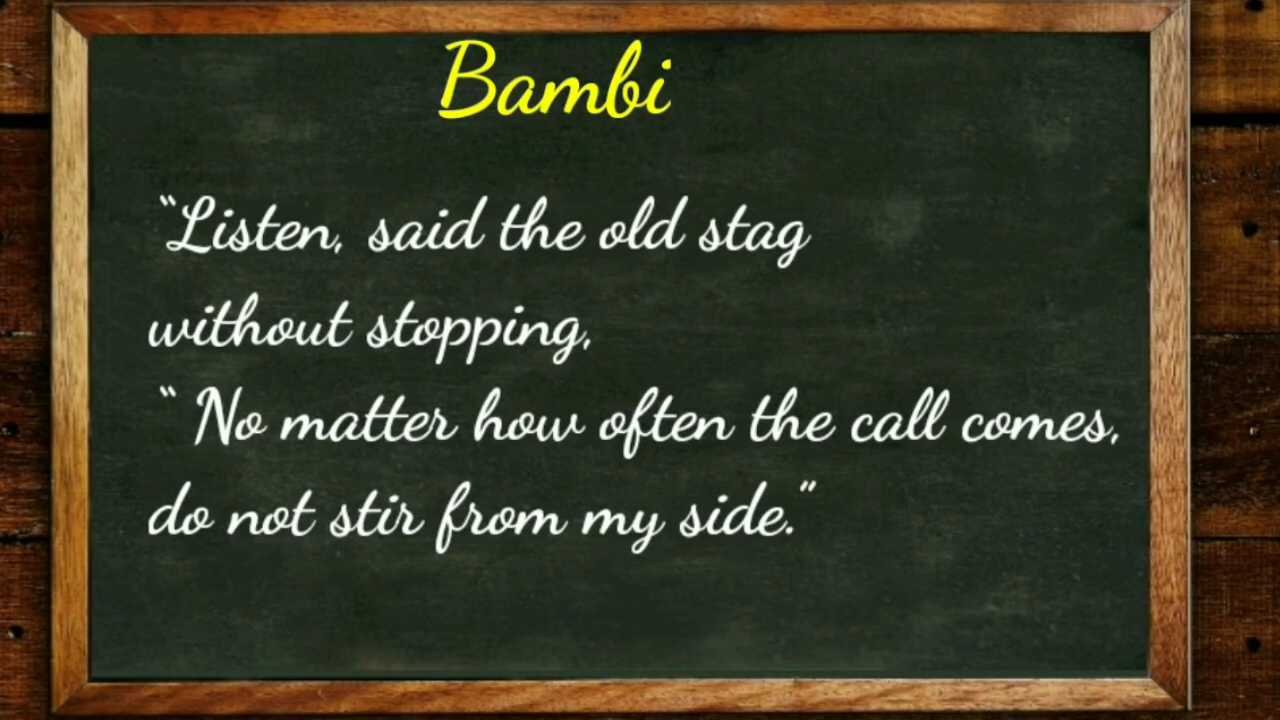 Bambi
“Listen, said the old stag
without stopping,
“ No matter how often the call comes,
do not stir from my side.”